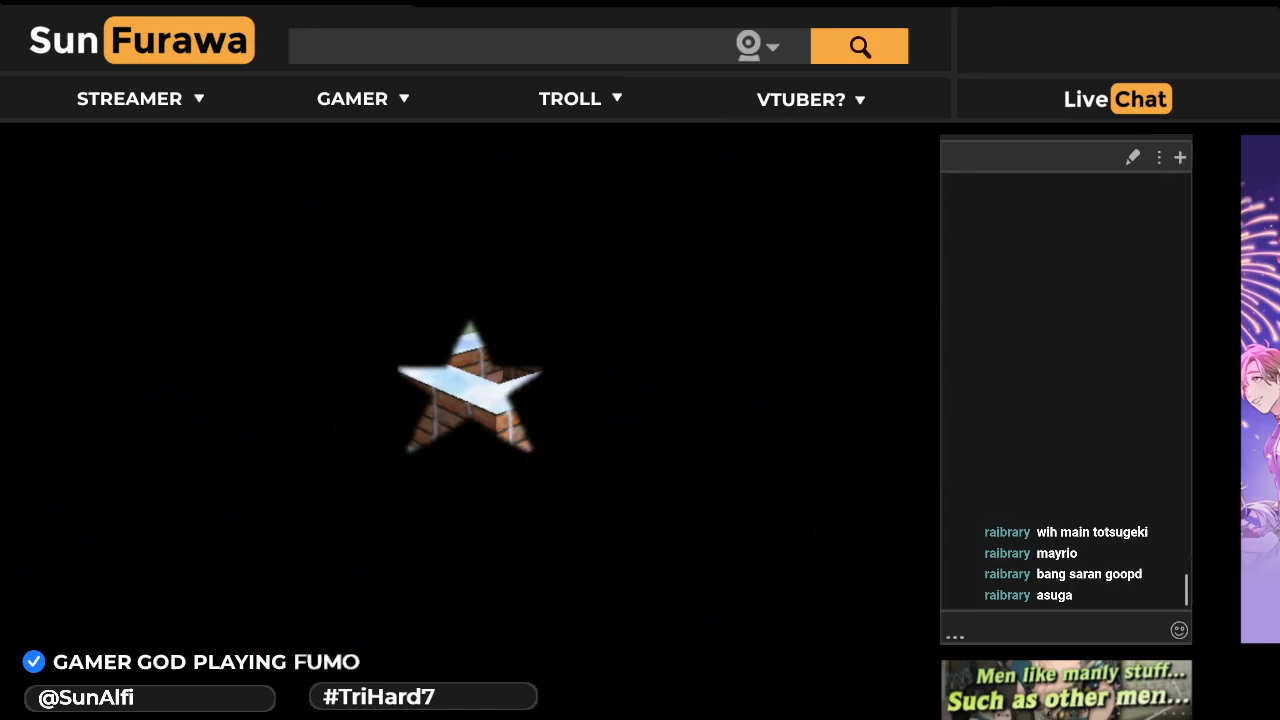 Sun Furawa
STREAMER
GAMER
TROLL
VTUBER?
Live Chat
raibrary wih main totsugeki
raibrary mayrio
raibrary bang saran goopd
raibrary asuga
...
GAMER GOD PLAYING FUMO
@SunAlfi
#TriHard7
Men like manly stuff...
Such as other men...